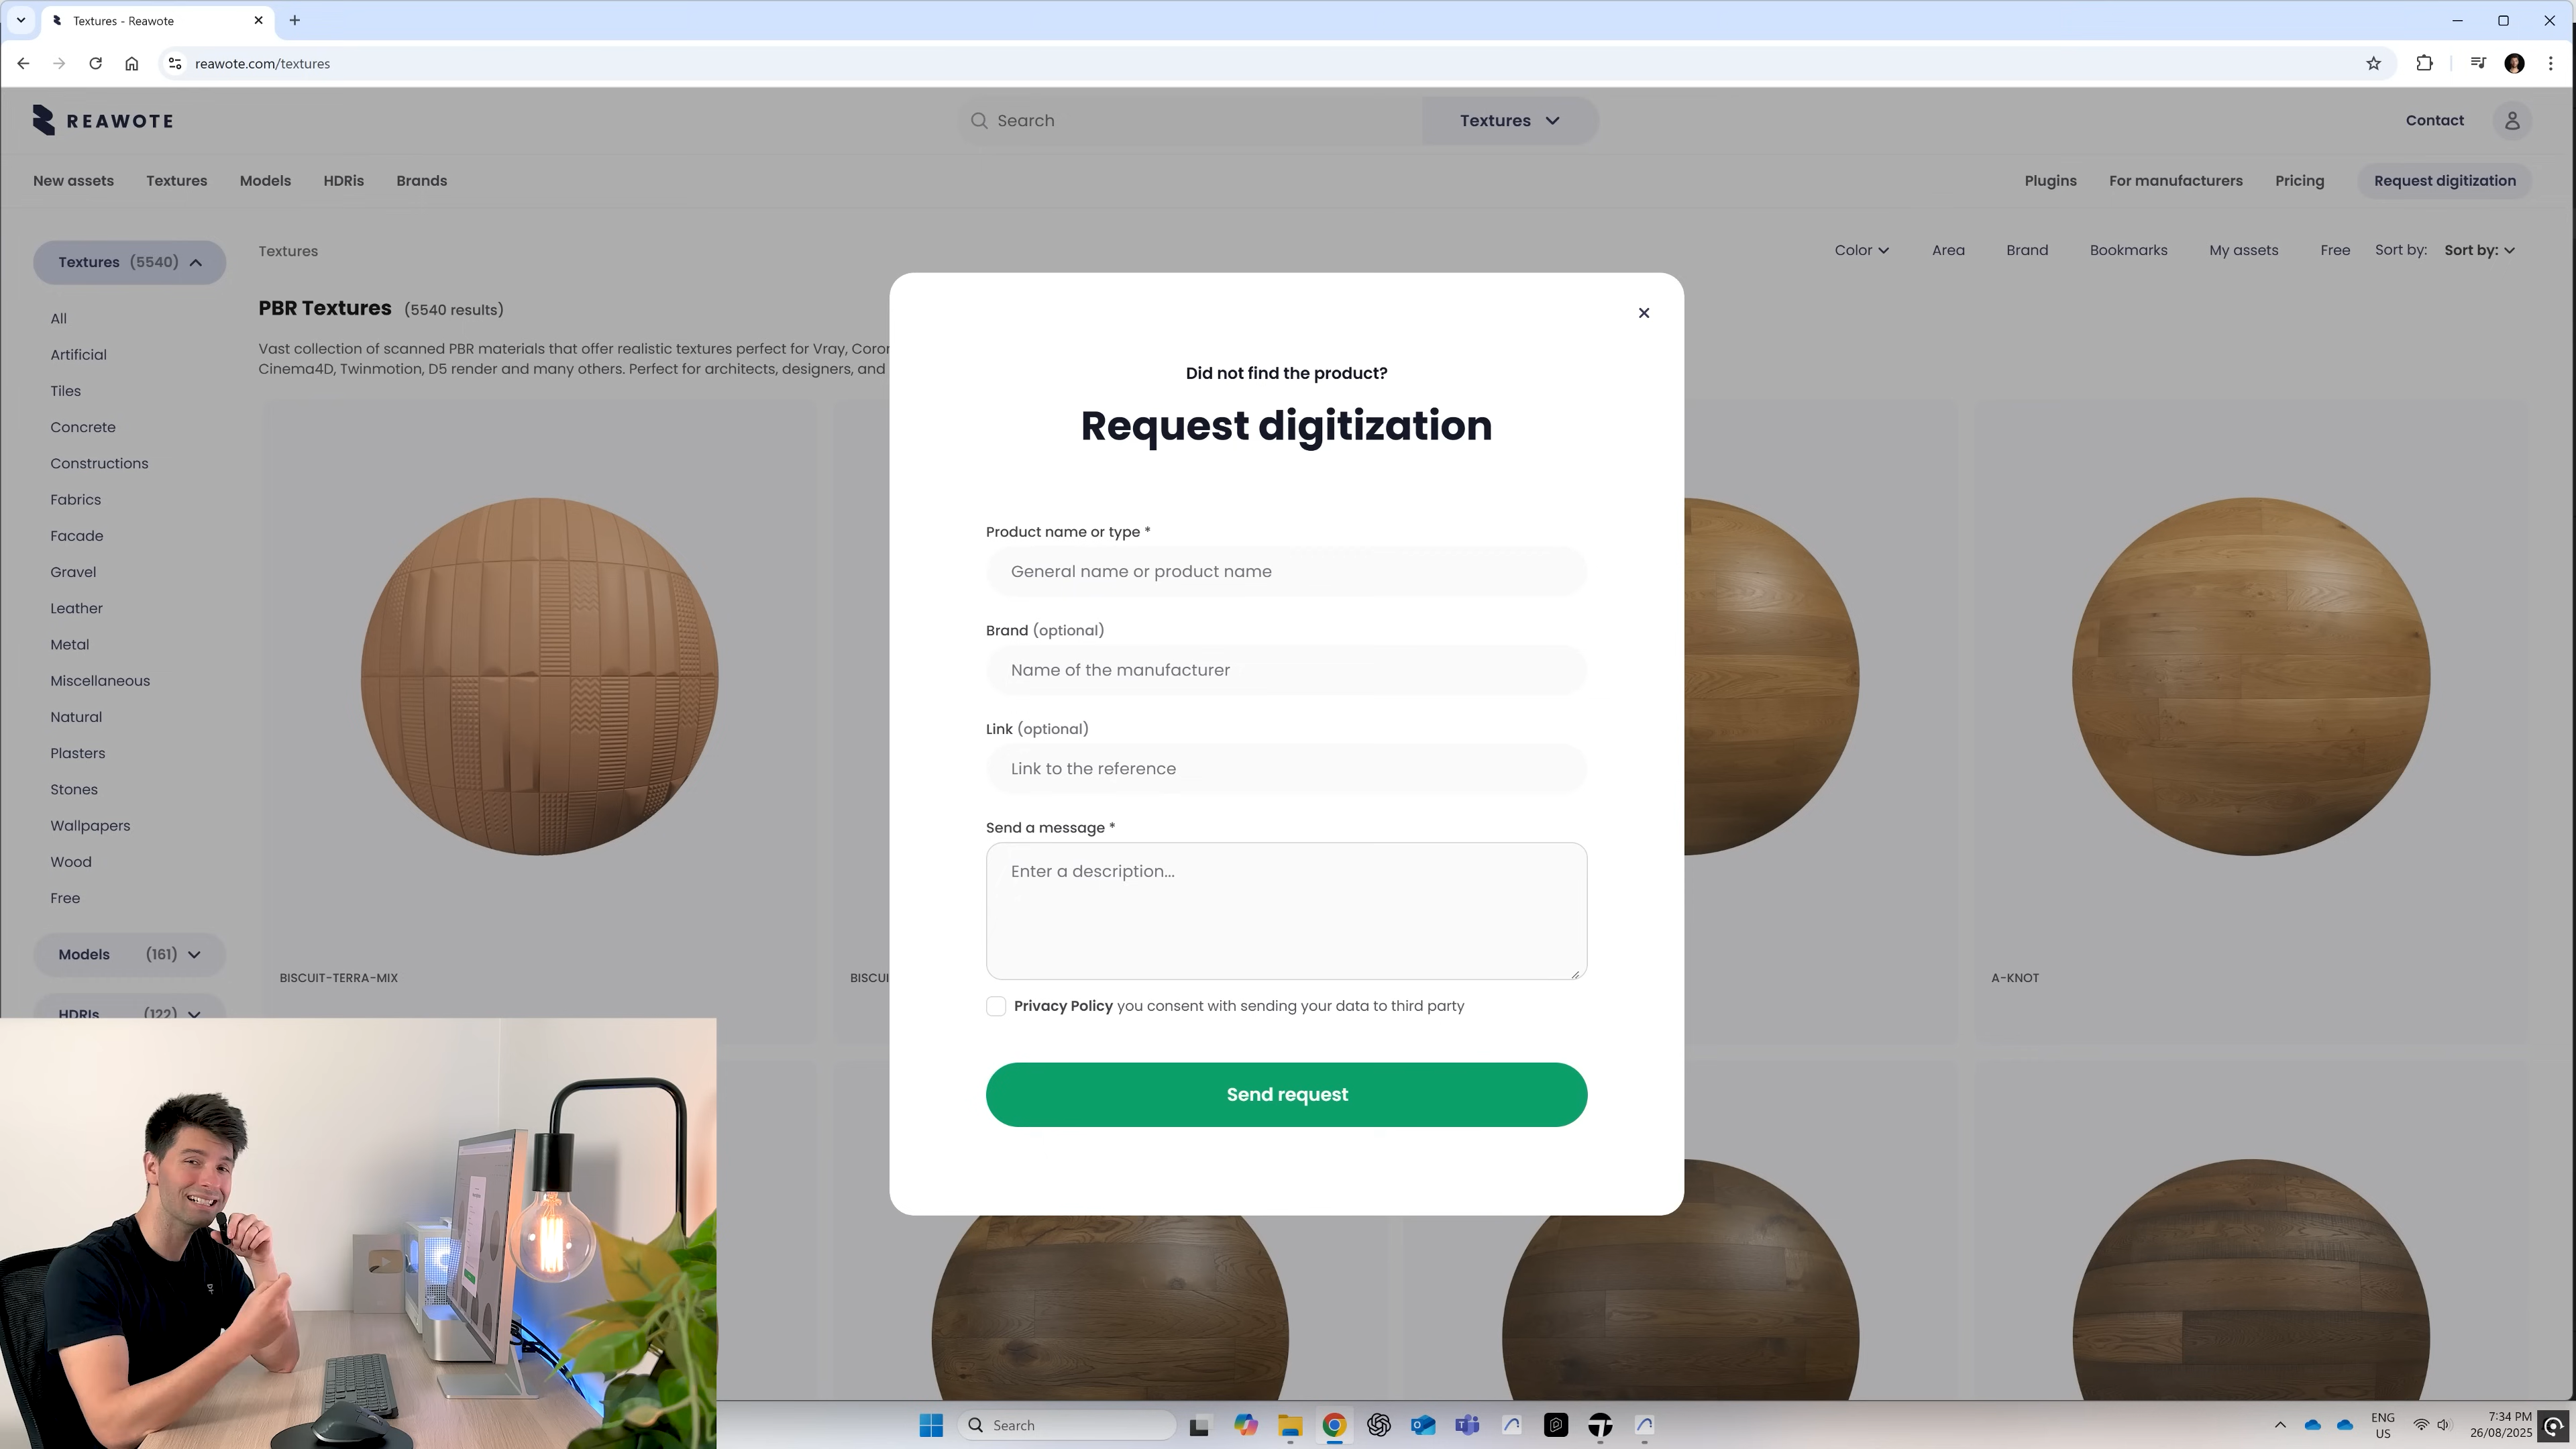 Textures - Reawote
reawote.com/textures
REAWOTE
Search
Textures
Contact
New assets
Textures
Models
HDRis
Brands
Plugins
For manufacturers
Pricing
Request digitization
Textures (5540)
Textures
Color
Area
Brand
Bookmarks
My assets
Free
Sort by:
Sort by:
PBR Textures (5540 results)
Vast collection of scanned PBR materials that offer realistic textures perfect for Vray, Coror
Cinema4D, Twinmotion, D5 render and many others. Perfect for architects, designers, and
All
Artificial
Tiles
Concrete
Constructions
Fabrics
Facade
Gravel
Leather
Metal
Miscellaneous
Natural
Plasters
Stones
Wallpapers
Wood
Free
Models (161)
HDRIs (122)
BISCUIT-TERRA-MIX
BISCUI
A-KNOT
Did not find the product?
Request digitization
Product name or type *
General name or product name
Brand (optional)
Name of the manufacturer
Link (optional)
Link to the reference
Send a message *
Enter a description...
Privacy Policy you consent with sending your data to third party
Send request
Search
ENG
US
7:34 PM
26/08/2025